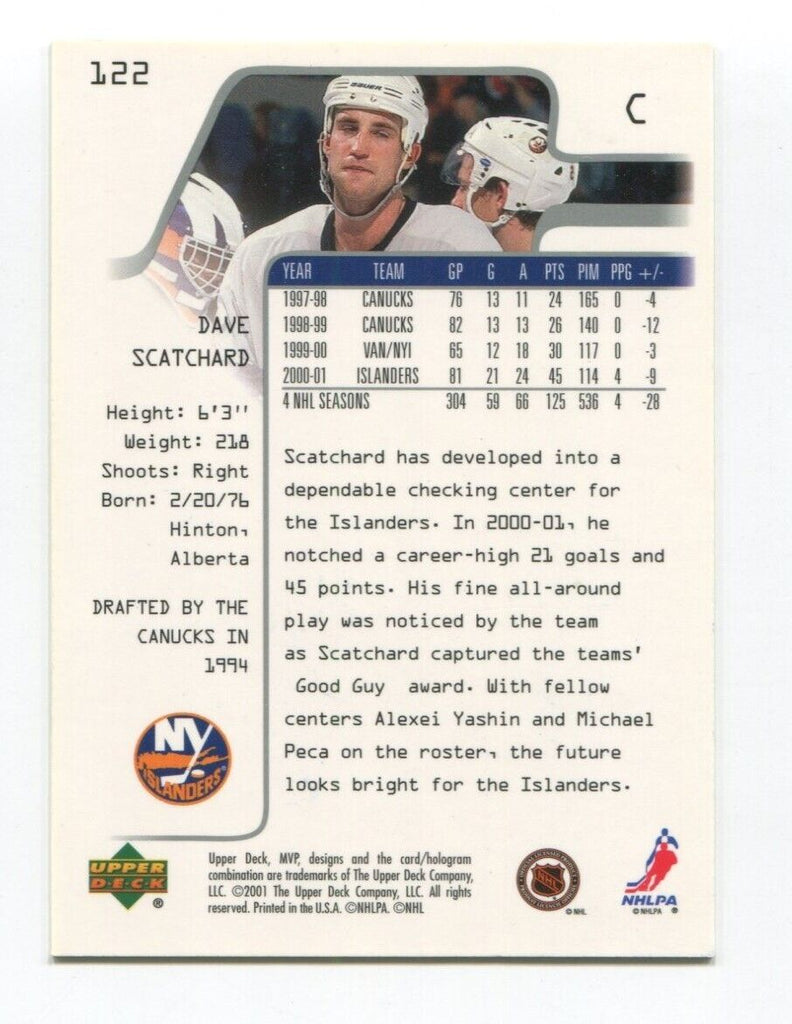 122
C
BAUER
YEAR TEAM GP G A PTS PIM PPG +/-
1997-98 CANUCKS 76 13 11 24 165 0 -4
1998-99 CANUCKS 82 13 13 26 140 0 -12
1999-00 VAN/NYI 65 12 18 30 117 0 -3
2000-01 ISLANDERS 81 21 24 45 114 4 -9
4 NHL SEASONS 304 59 66 125 536 4 -28
DAVE
SCATCHARD
Height: 6'3''
Weight: 218
Shoots: Right
Born: 2/20/76
Hinton,
Alberta
DRAFTED BY THE
CANUCKS IN
1994
NY
ISLANDERS
Scatchard has developed into a
dependable checking center for
the Islanders. In 2000-01, he
notched a career-high 21 goals and
45 points. His fine all-around
play was noticed by the team
as Scatchard captured the teams'
Good Guy award. With fellow
centers Alexei Yashin and Michael
Peca on the roster, the future
looks bright for the Islanders.
UPPER
DECK
®
Upper Deck, MVP, designs and the card/hologram
combination are trademarks of The Upper Deck Company,
LLC. ©2001 The Upper Deck Company, LLC. All rights
reserved. Printed in the U.S.A. ©NHLPA. ©NHL
NHL
© NHL
NHLPA
© NHLPA ®